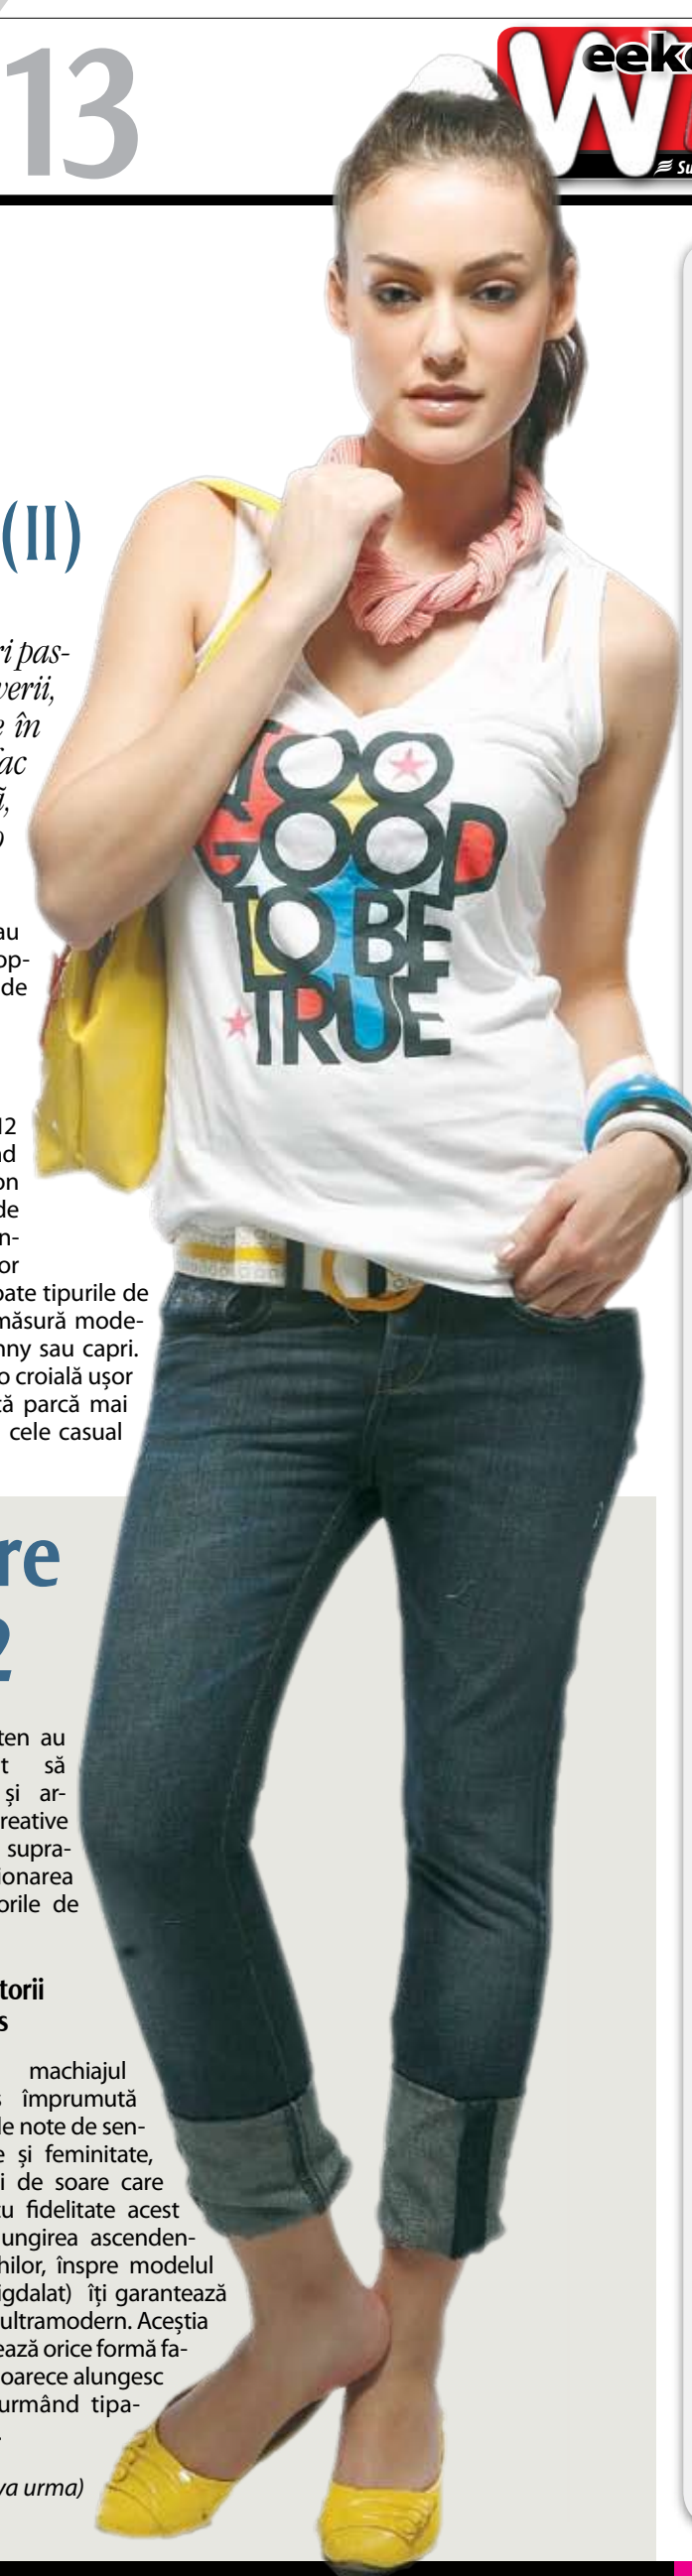 13
Week
Su
(II)
ri pas-
verii,
e în
fac
ă,
o
au
op-
de
TOO
GOOD
TO BE
TRUE
12
nd
on
de
n-
or
oate tipurile de
măsură mode-
nny sau capri.
o croială ușor
tă parcă mai
cele casual
re
2
ten au
t să
și ar-
reative
supra-
ionarea
orile de
torii
s
machiajul
s împrumută
le note de sen-
e și feminitate,
i de soare care
cu fidelitate acest
ungirea ascenden-
hilor, înspre modelul
igdalat) îți garantează
ultramodern. Aceștia
ează orice formă fa-
oarece alungesc
urmând tipa-
.
va urma)